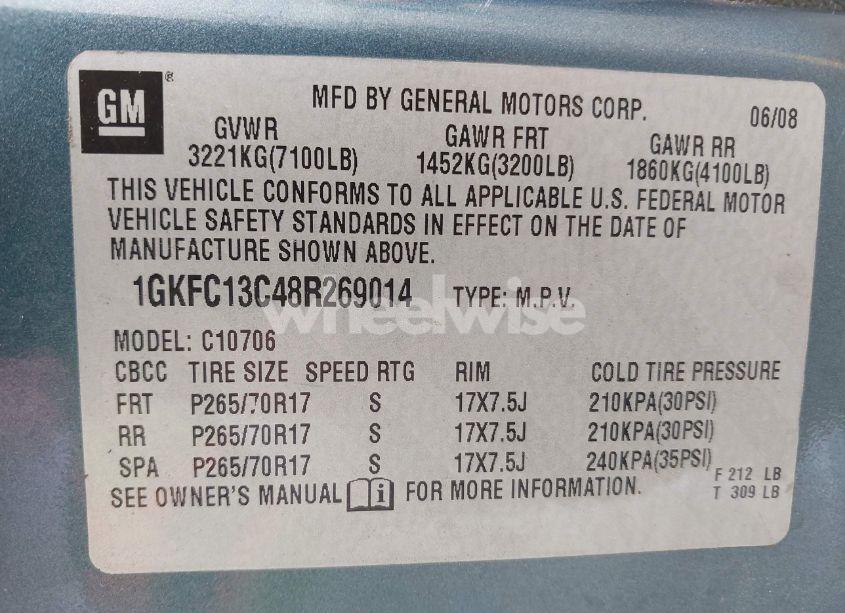 GM ®
MFD BY GENERAL MOTORS CORP. 06/08
GVWR GAWR FRT GAWR RR
3221KG(7100LB) 1452KG(3200LB) 1860KG(4100LB)
THIS VEHICLE CONFORMS TO ALL APPLICABLE U.S. FEDERAL MOTOR
VEHICLE SAFETY STANDARDS IN EFFECT ON THE DATE OF
MANUFACTURE SHOWN ABOVE.
1GKFC13C48R269014 TYPE: M.P.V.
wheelwise
MODEL: C10706
CBCC TIRE SIZE SPEED RTG RIM COLD TIRE PRESSURE
FRT P265/70R17 S 17X7.5J 210KPA(30PSI)
RR P265/70R17 S 17X7.5J 210KPA(30PSI)
SPA P265/70R17 S 17X7.5J 240KPA(35PSI)
F 212 LB
SEE OWNER'S MANUAL i FOR MORE INFORMATION. T 309 LB